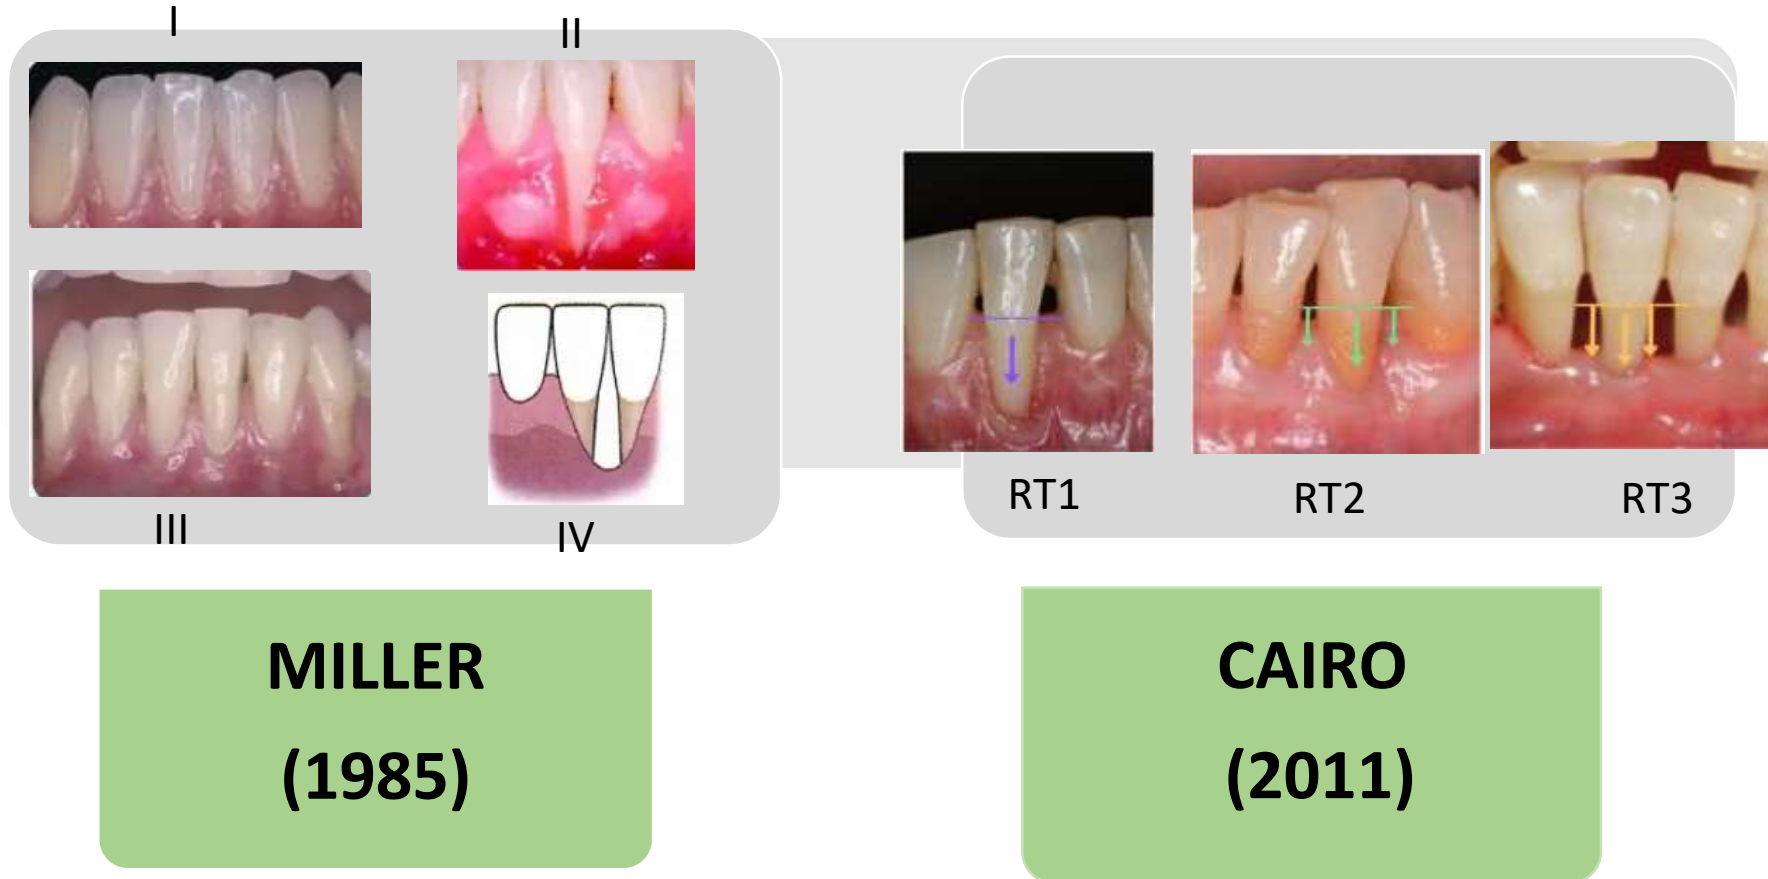 I
II
III
IV
RT1
RT2
RT3
MILLER
(1985)
CAIRO
(2011)